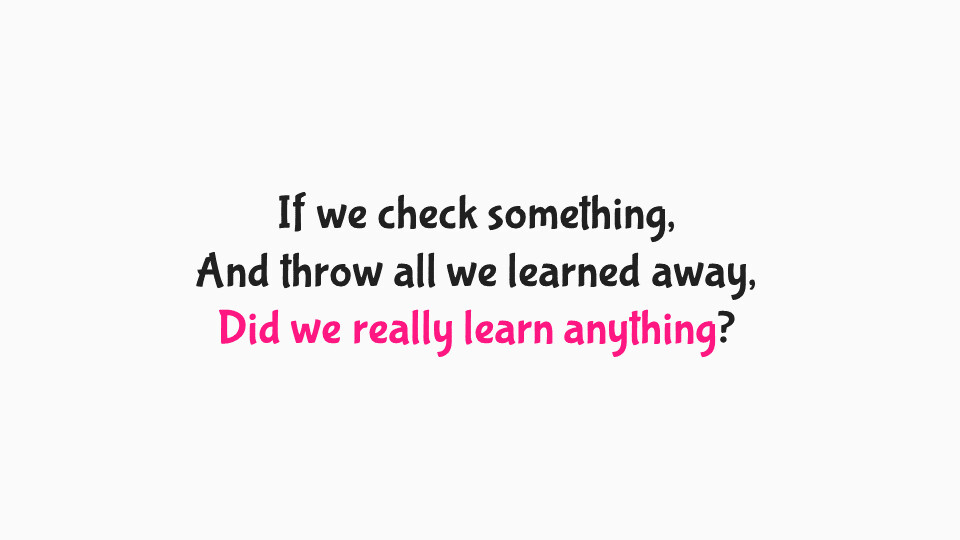 If we check something,
And throw all we learned away,
Did we really learn anything?